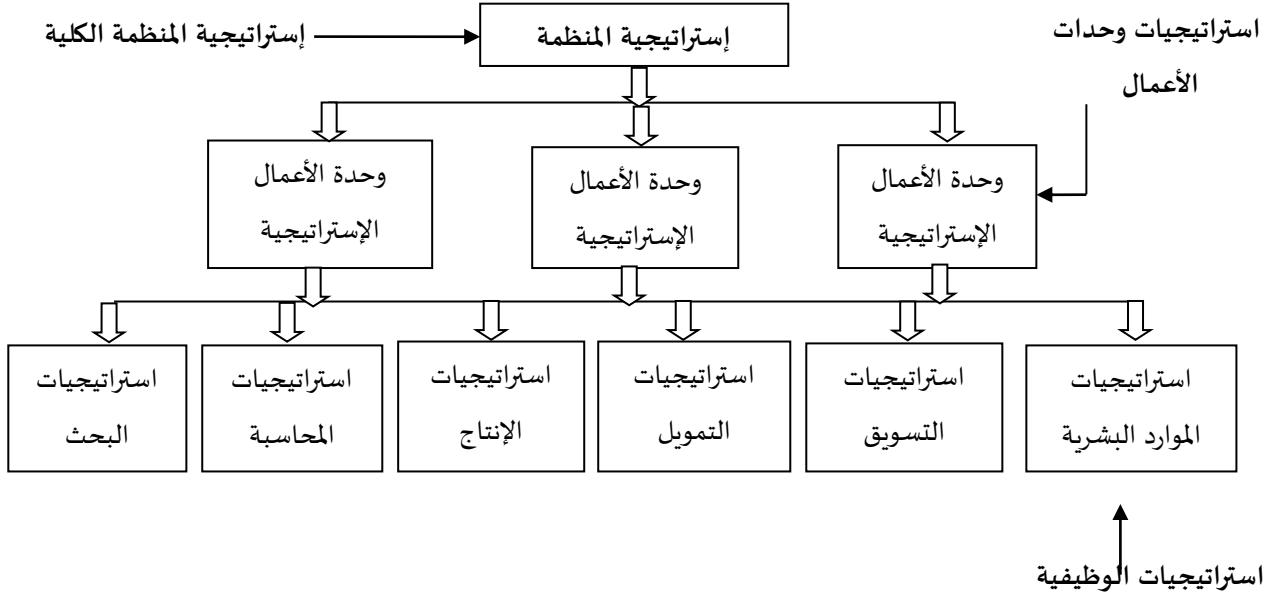 استراتيجيات وحدات
الأعمال
إستراتيجية المنظمة
إستراتيجية المنظمة الكلية
وحدة الأعمال
الإستراتيجية
وحدة الأعمال
الإستراتيجية
وحدة الأعمال
الإستراتيجية
استراتيجيات
الموارد البشرية
استراتيجيات
التسويق
استراتيجيات
التمويل
استراتيجيات
الإنتاج
استراتيجيات
المحاسبة
استراتيجيات
البحث
استراتيجيات الوظيفية